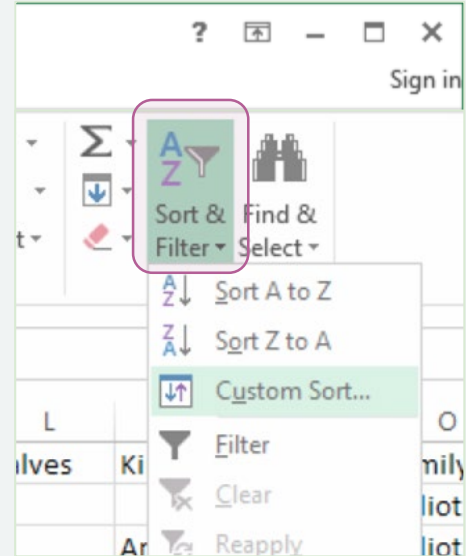 ?
Sign in
Σ
A
Z
Sort & Find &
t Filter Select
A
Z
Sort A to Z
Z
A
Sort Z to A
Custom Sort...
L
O
Filter
alves Ki mily
Clear
liot
Ar Reapply liot